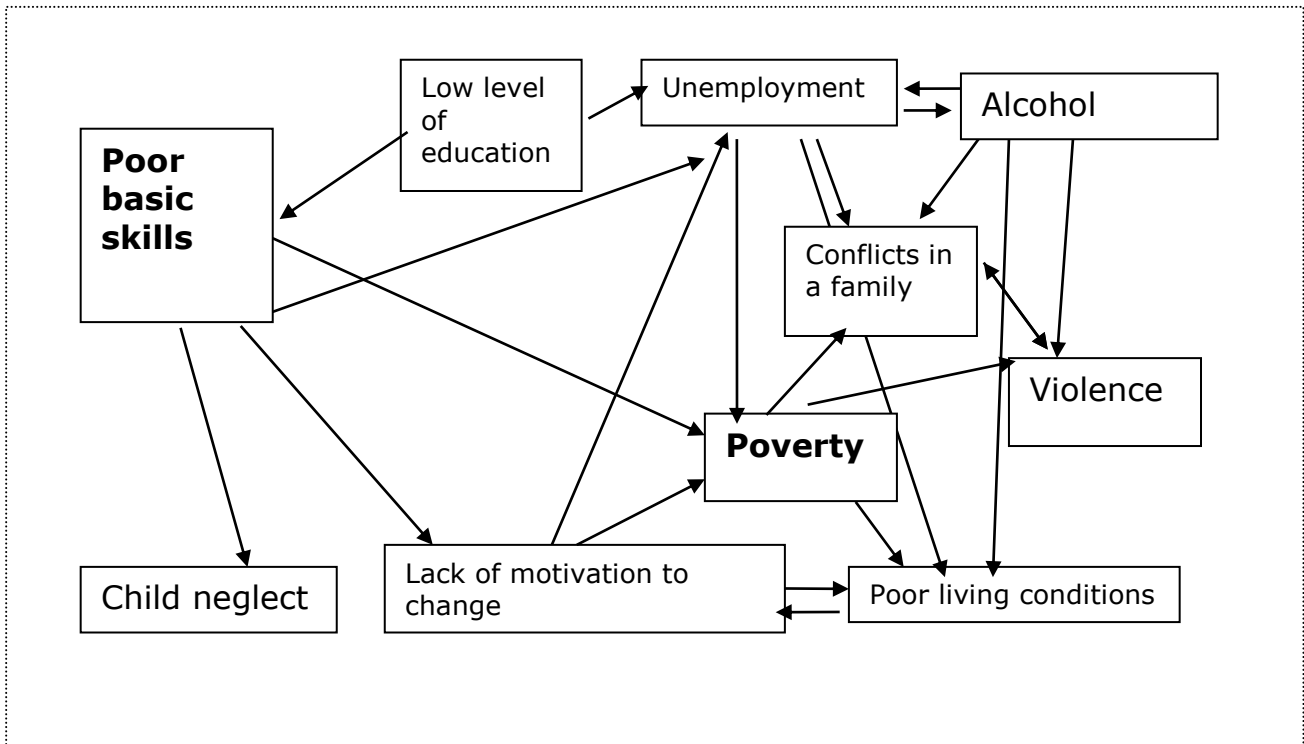 Low level
of
education
Unemployment
Alcohol
Poor
basic
skills
Conflicts in
a family
Violence
Poverty
Child neglect
Lack of motivation to
change
Poor living conditions